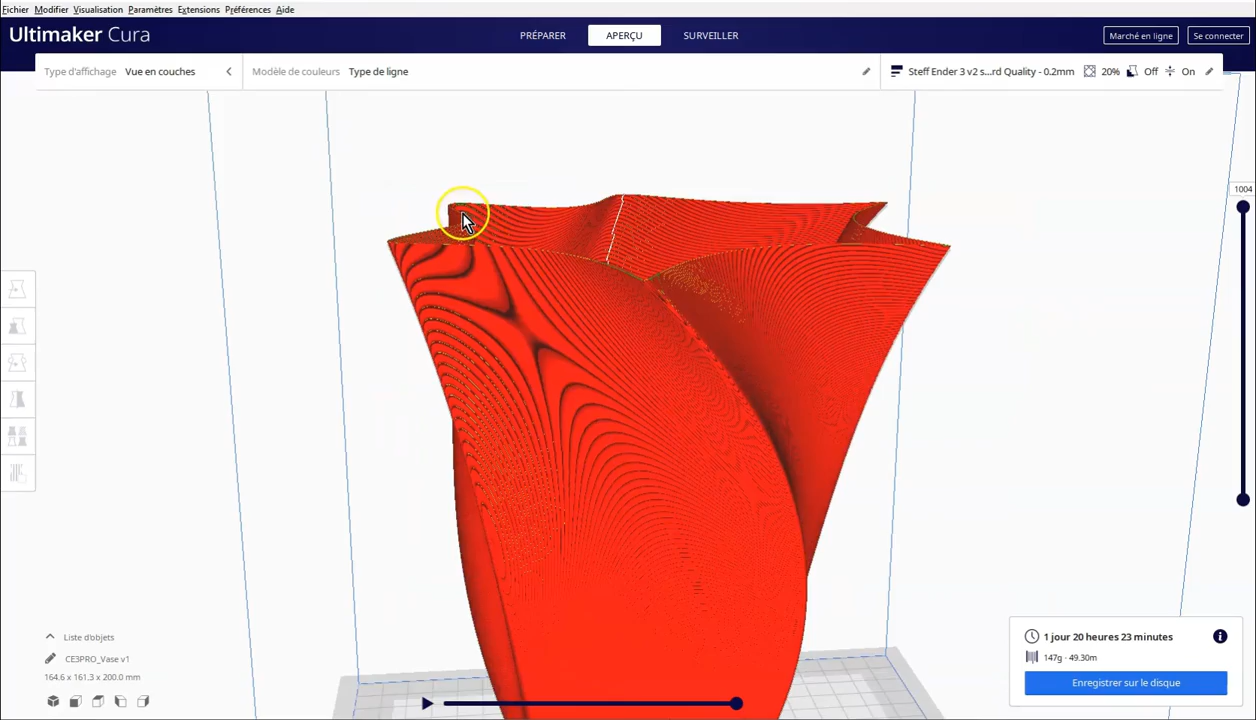 Fichier Modifier Visualisation Paramètres Extensions Préférences Aide
Ultimaker Cura PRÉPARER APERÇU SURVEILLER Marché en ligne Se connecter
Type d'affichage Vue en couches Modèle de couleurs Type de ligne Steff Ender 3 v2 s...rd Quality - 0.2mm 20% Off On
1004
Liste d'objets
CE3PRO_Vase v1
164.6 x 161.3 x 200.0 mm
1 jour 20 heures 23 minutes
147g · 49.30m
Enregistrer sur le disque